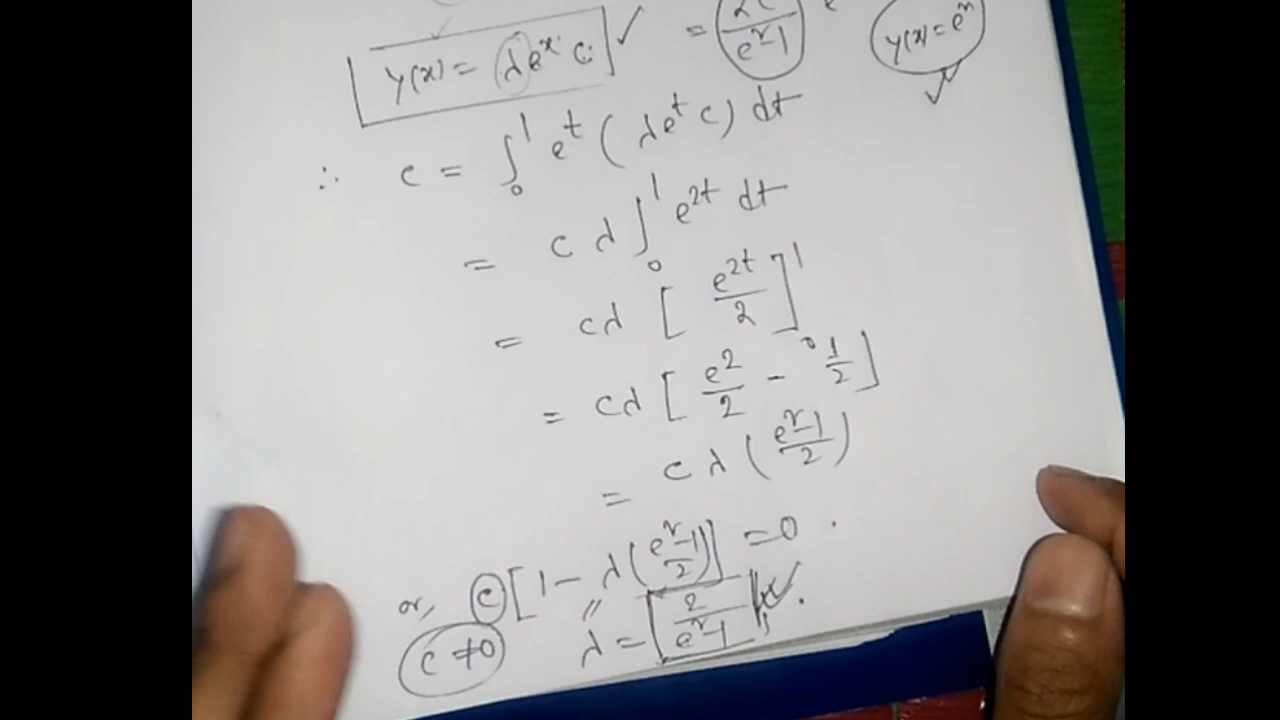 y(x) = λe^x c ✓ = (2c/(e²-1)) e y(x) = e^x
∴ c = ∫₀¹ e^t (λe^t c) dt
= cλ ∫₀¹ e^{2t} dt
= cλ [e^{2t}/2]₀¹
= cλ [e²/2 - 1/2]
= cλ ((e²-1)/2)
or, c [1 - λ((e²-1)/2)] = 0 .
c ≠ 0 λ = 2/(e²-1)